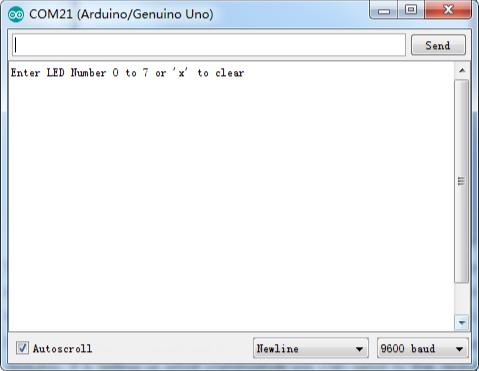 COM21 (Arduino/Genuino Uno)
Send
Enter LED Number 0 to 7 or 'x' to clear
Autoscroll
Newline
9600 baud